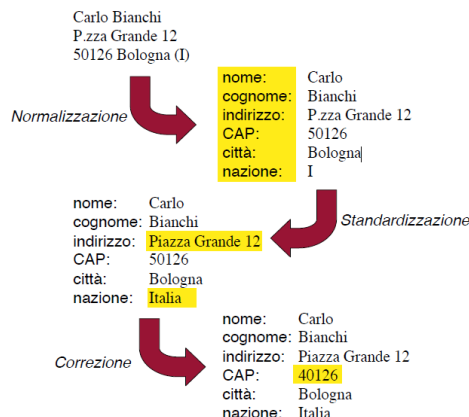 Carlo Bianchi
P.zza Grande 12
50126 Bologna (I)
Normalizzazione
nome: Carlo
cognome: Bianchi
indirizzo: P.zza Grande 12
CAP: 50126
città: Bologna
nazione: I
Standardizzazione
nome: Carlo
cognome: Bianchi
indirizzo: Piazza Grande 12
CAP: 50126
città: Bologna
nazione: Italia
Correzione
nome: Carlo
cognome: Bianchi
indirizzo: Piazza Grande 12
CAP: 40126
città: Bologna
nazione: Italia